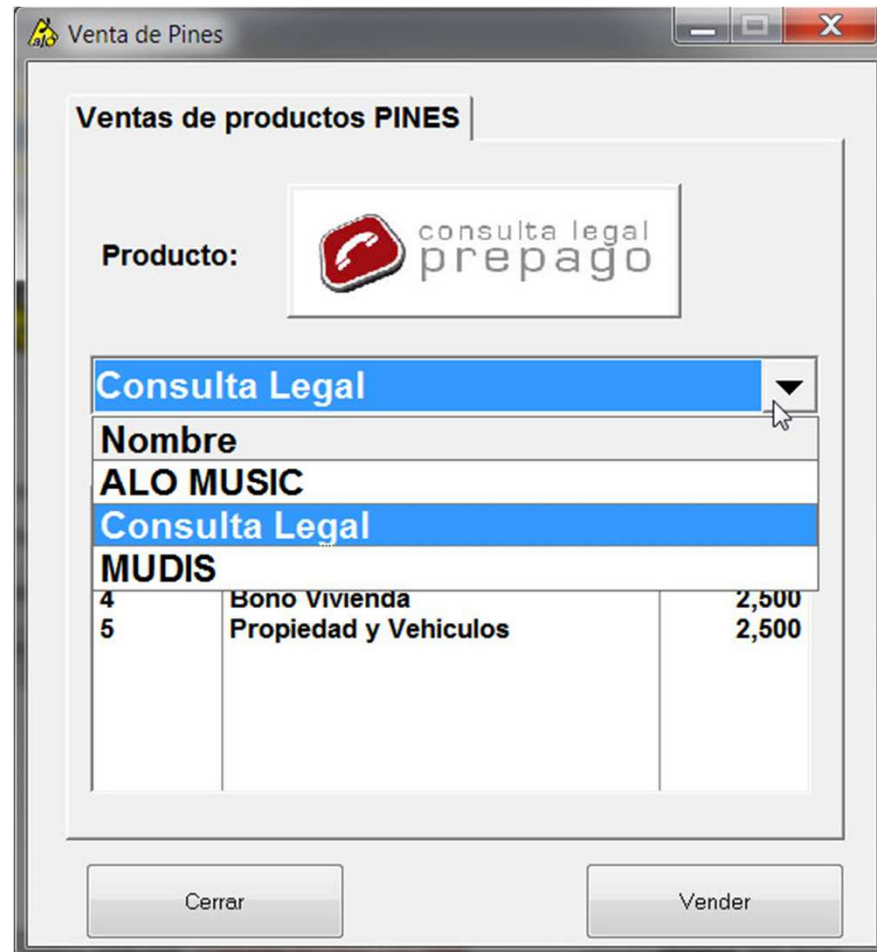 alo Venta de Pines
Ventas de productos PINES
Producto:
consulta legal
prepago
Consulta Legal
Nombre
ALO MUSIC
Consulta Legal
MUDIS
4 Bono Vivienda 2,500
5 Propiedad y Vehiculos 2,500
Cerrar Vender